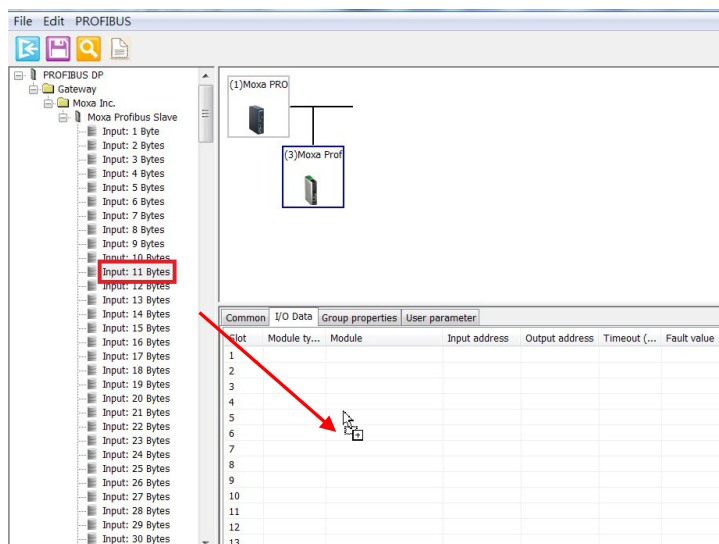 File Edit PROFIBUS
PROFIBUS DP
Gateway
Moxa Inc.
Moxa Profibus Slave
Input: 1 Byte
Input: 2 Bytes
Input: 3 Bytes
Input: 4 Bytes
Input: 5 Bytes
Input: 6 Bytes
Input: 7 Bytes
Input: 8 Bytes
Input: 9 Bytes
Input: 10 Bytes
Input: 11 Bytes
Input: 12 Bytes
Input: 13 Bytes
Input: 14 Bytes
Input: 15 Bytes
Input: 16 Bytes
Input: 17 Bytes
Input: 18 Bytes
Input: 19 Bytes
Input: 20 Bytes
Input: 21 Bytes
Input: 22 Bytes
Input: 23 Bytes
Input: 24 Bytes
Input: 25 Bytes
Input: 26 Bytes
Input: 27 Bytes
Input: 28 Bytes
Input: 29 Bytes
Input: 30 Bytes
(1)Moxa PRO
(3)Moxa Prof
Common I/O Data Group properties User parameter
Slot Module ty... Module Input address Output address Timeout (... Fault value
1
2
3
4
5
6
7
8
9
10
11
12
13